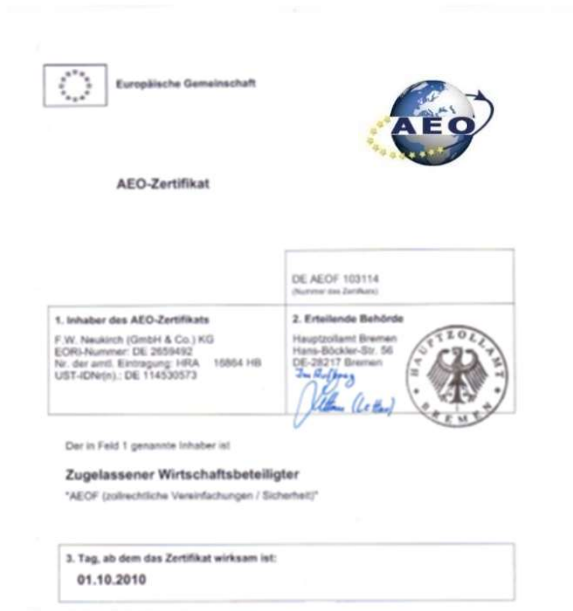 Europäische Gemeinschaft
AEO
AEO-Zertifikat
DE AEOF 103114
(Nummer des Zertifikats)
1. Inhaber des AEO-Zertifikats
F.W. Neukirch (GmbH & Co.) KG
EORI-Nummer: DE 2659492
Nr. der amtl. Eintragung: HRA 16864 HB
UST-IDNr(n).: DE 114530573
2. Erteilende Behörde
Hauptzollamt Bremen
Hans-Böckler-Str. 56
DE-28217 Bremen
Im Auftrag
HAUPTZOLLAMT
BREMEN
Der in Feld 1 genannte Inhaber ist
Zugelassener Wirtschaftsbeteiligter
"AEOF (zollrechtliche Vereinfachungen / Sicherheit)"
3. Tag, ab dem das Zertifikat wirksam ist:
01.10.2010